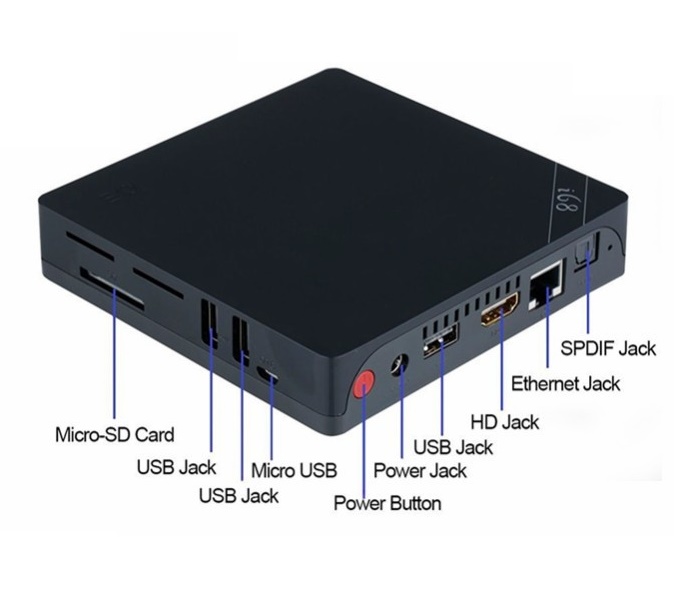 i68
SPDIF Jack
Ethernet Jack
HD Jack
Micro-SD Card
USB Jack
USB Jack
Micro USB
Power Jack
USB Jack
Power Button